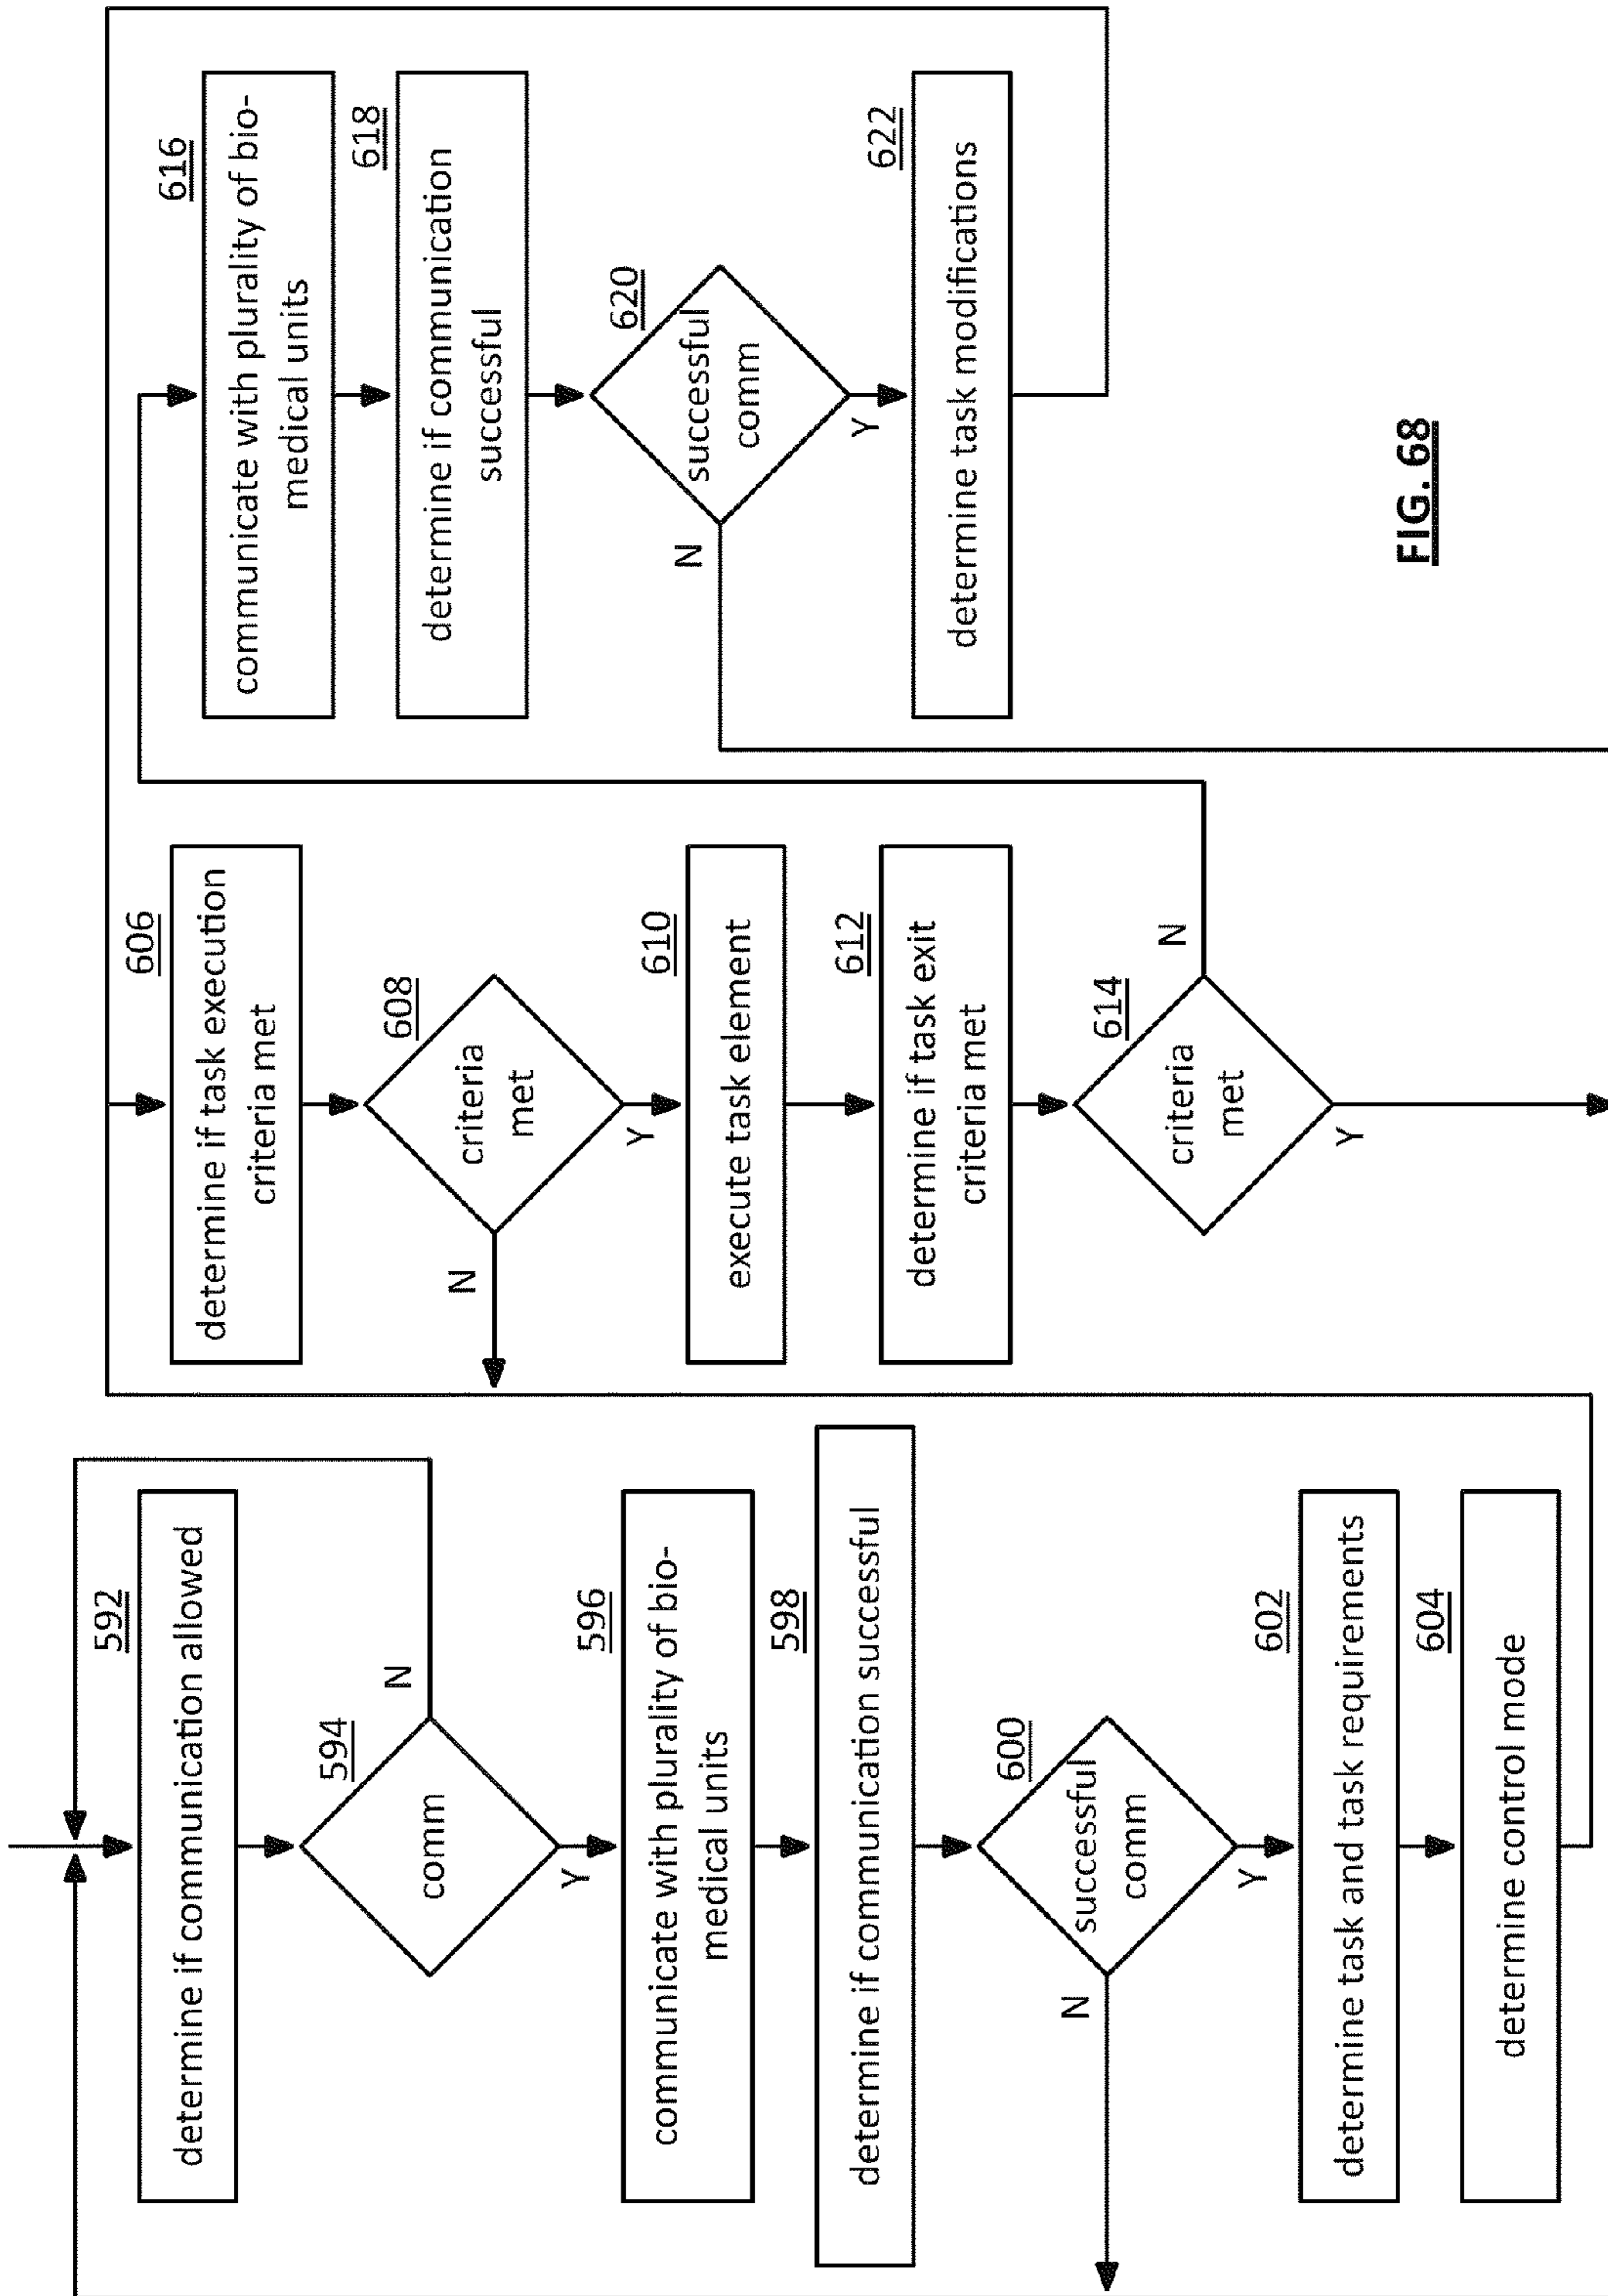 592
determine if communication allowed
594
comm
N
Y
596
communicate with plurality of bio-
medical units
598
determine if communication successful
600
successful
comm
N
Y
602
determine task and task requirements
604
determine control mode
606
determine if task execution
criteria met
608
criteria
met
N
Y
610
execute task element
612
determine if task exit
criteria met
614
criteria
met
N
Y
616
communicate with plurality of bio-
medical units
618
determine if communication
successful
620
successful
comm
N
Y
622
determine task modifications
FIG. 68